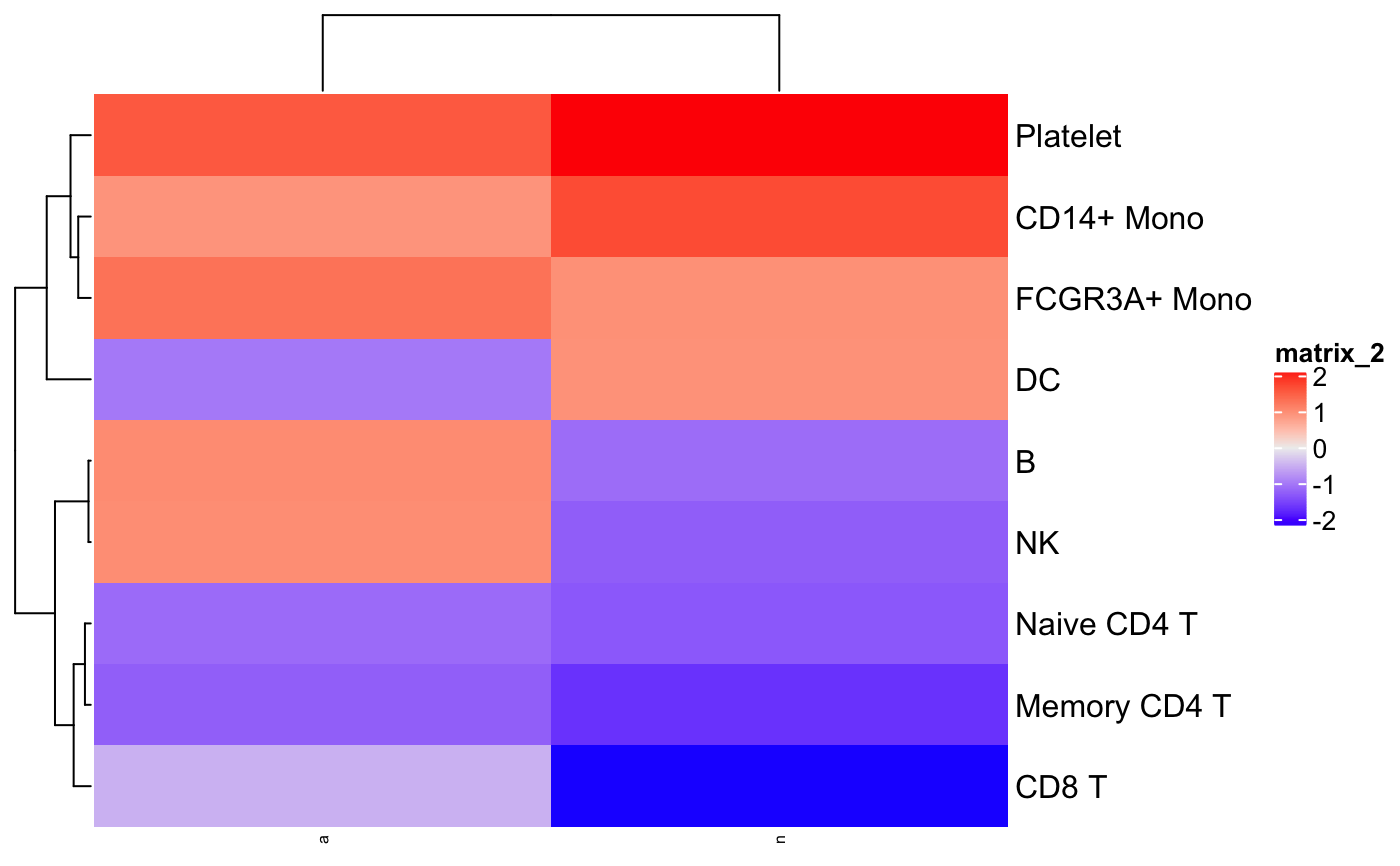 Platelet
CD14+ Mono
FCGR3A+ Mono
DC
B
NK
Naive CD4 T
Memory CD4 T
CD8 T
matrix_2
2
1
0
-1
-2
a
n